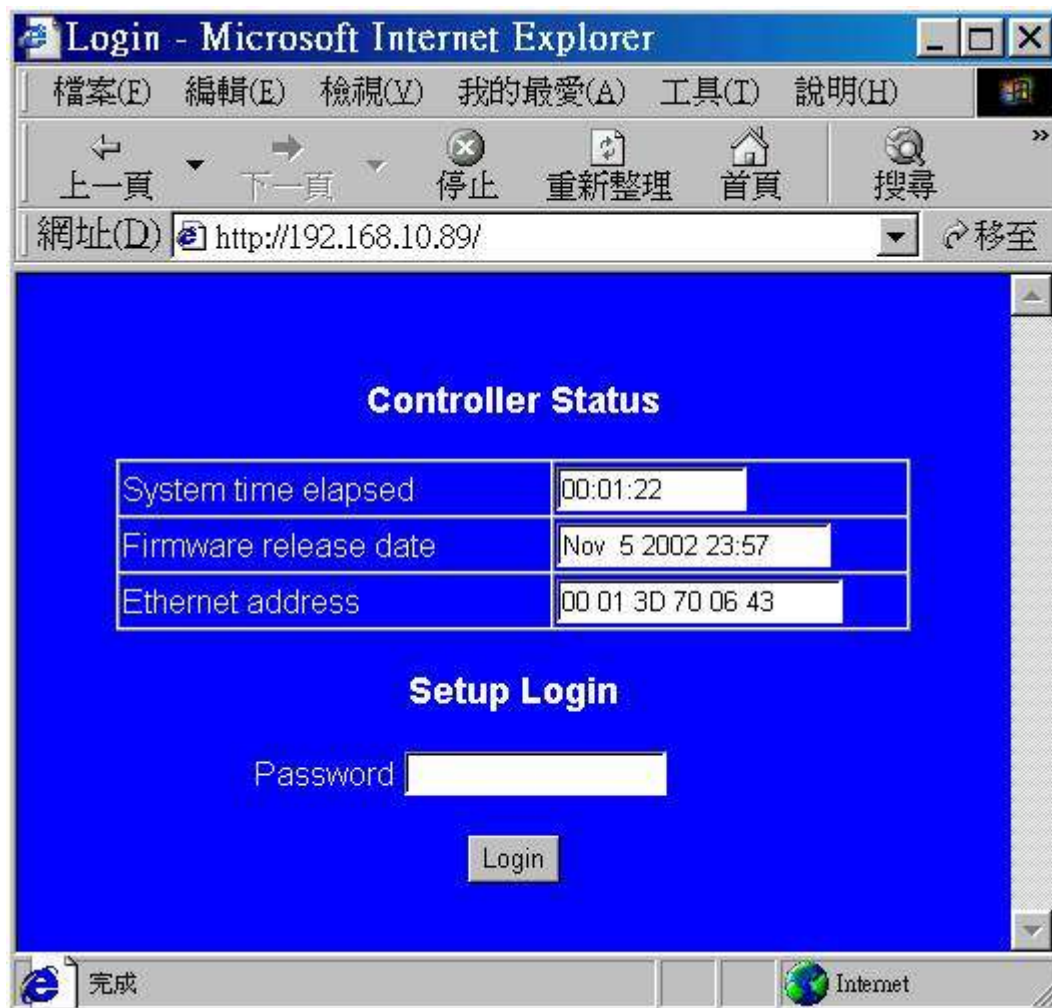 Login - Microsoft Internet Explorer
檔案(F) 編輯(E) 檢視(V) 我的最愛(A) 工具(T) 說明(H)
上一頁 下一頁 停止 重新整理 首頁 搜尋 »
網址(D) http://192.168.10.89/ 移至
Controller Status
System time elapsed 00:01:22
Firmware release date Nov 5 2002 23:57
Ethernet address 00 01 3D 70 06 43
Setup Login
Password
Login
完成 Internet